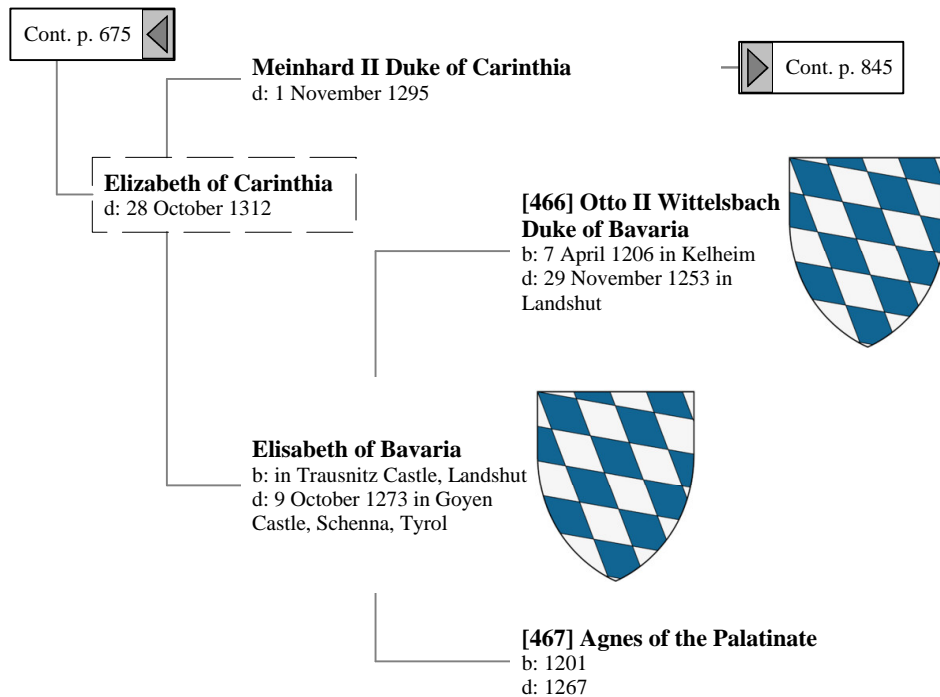 Cont. p. 675
Meinhard II Duke of Carinthia
d: 1 November 1295
Cont. p. 845
Elizabeth of Carinthia
d: 28 October 1312
[466] Otto II Wittelsbach
Duke of Bavaria
b: 7 April 1206 in Kelheim
d: 29 November 1253 in
Landshut
Elisabeth of Bavaria
b: in Trausnitz Castle, Landshut
d: 9 October 1273 in Goyen
Castle, Schenna, Tyrol
[467] Agnes of the Palatinate
b: 1201
d: 1267